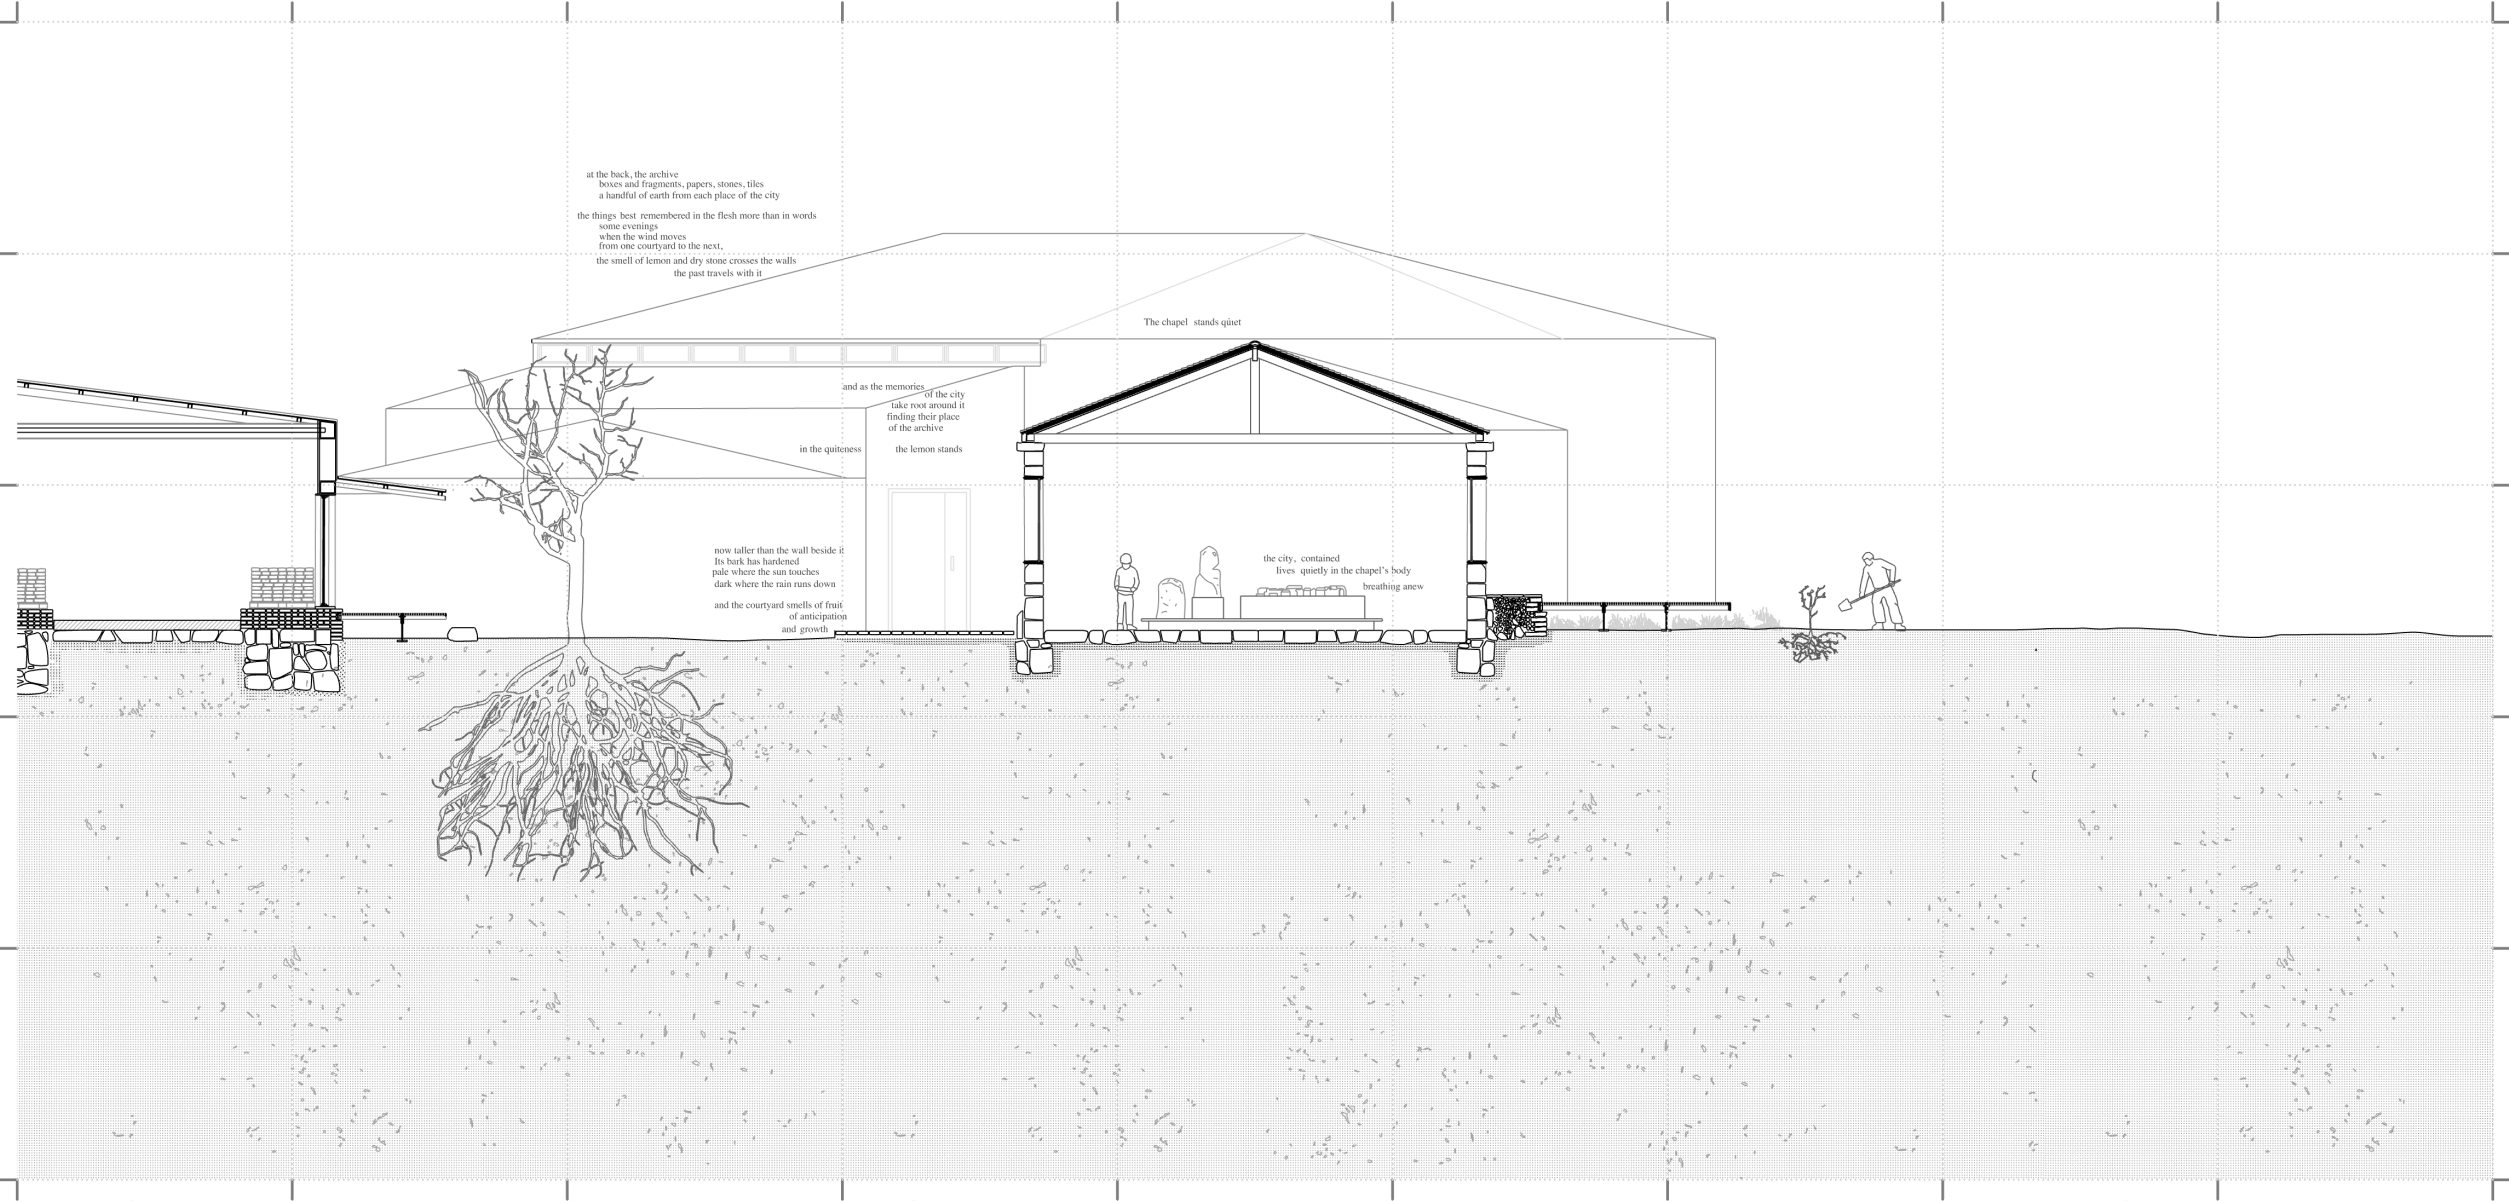 at the back, the archive
boxes and fragments, papers, stones, tiles
a handful of earth from each place of the city
the things best remembered in the flesh more than in words
some evenings
when the wind moves
from one courtyard to the next,
the smell of lemon and dry stone crosses the walls
the past travels with it
The chapel stands quiet
and as the memories
of the city
take root around it
finding their place
of the archive
in the quiteness the lemon stands
now taller than the wall beside it
Its bark has hardened
pale where the sun touches
dark where the rain runs down
and the courtyard smells of fruit
of anticipation
and growth
the city, contained
lives quietly in the chapel's body
breathing anew